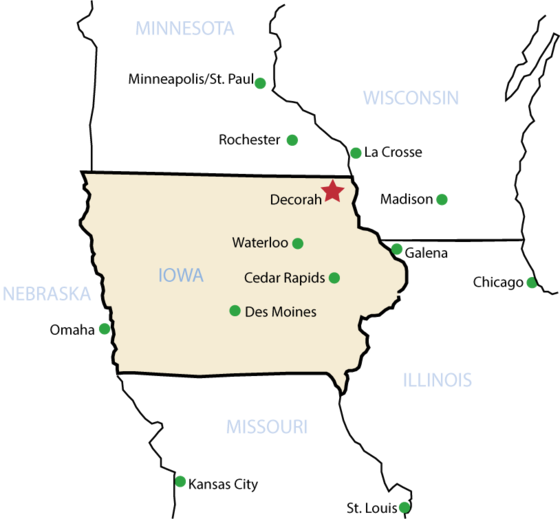 MINNESOTA
Minneapolis/St. Paul
WISCONSIN
Rochester
La Crosse
Decorah
Madison
Waterloo
Galena
IOWA
Cedar Rapids
Chicago
NEBRASKA
Des Moines
Omaha
ILLINOIS
MISSOURI
Kansas City
St. Louis